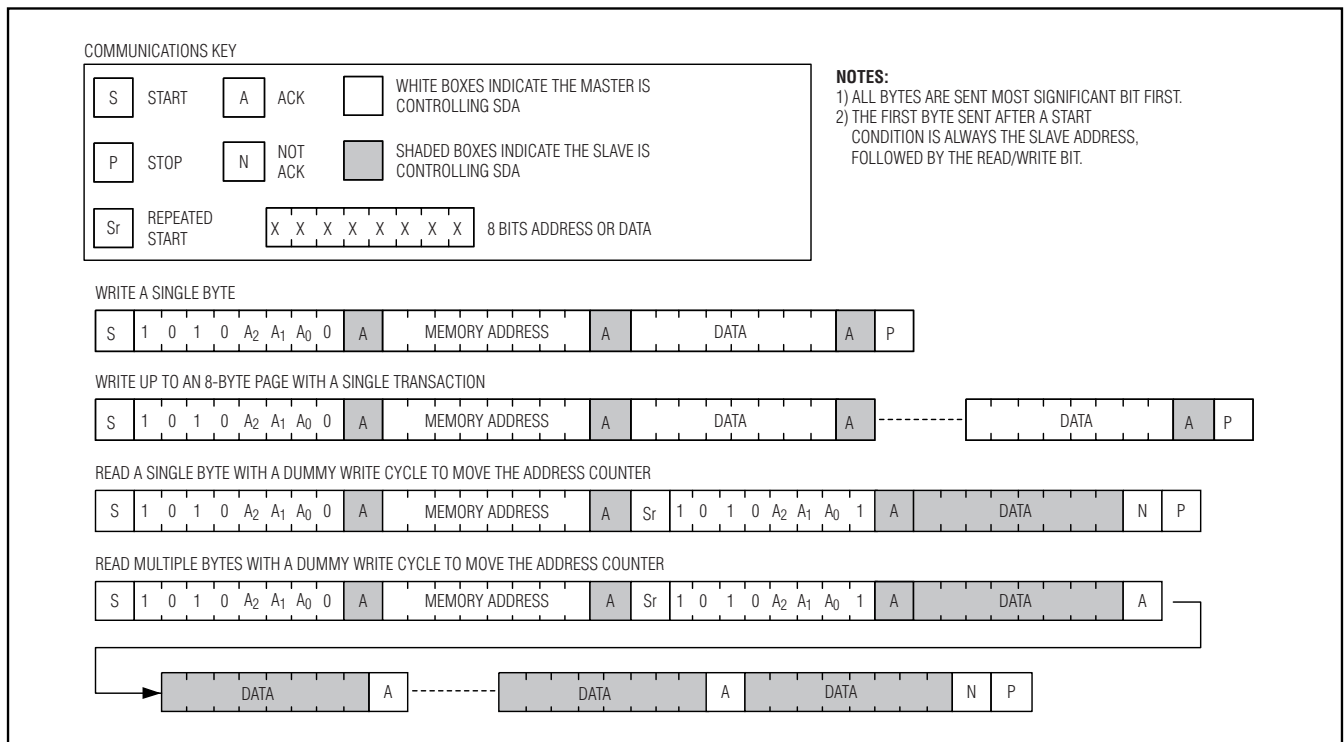 COMMUNICATIONS KEY
S START A ACK WHITE BOXES INDICATE THE MASTER IS
CONTROLLING SDA
P STOP N NOT
ACK SHADED BOXES INDICATE THE SLAVE IS
CONTROLLING SDA
Sr REPEATED
START X X X X X X X X 8 BITS ADDRESS OR DATA
NOTES:
1) ALL BYTES ARE SENT MOST SIGNIFICANT BIT FIRST.
2) THE FIRST BYTE SENT AFTER A START
CONDITION IS ALWAYS THE SLAVE ADDRESS,
FOLLOWED BY THE READ/WRITE BIT.
WRITE A SINGLE BYTE
S 1 0 1 0 A2 A1 A0 0 A MEMORY ADDRESS A DATA A P
WRITE UP TO AN 8-BYTE PAGE WITH A SINGLE TRANSACTION
S 1 0 1 0 A2 A1 A0 0 A MEMORY ADDRESS A DATA A DATA A P
READ A SINGLE BYTE WITH A DUMMY WRITE CYCLE TO MOVE THE ADDRESS COUNTER
S 1 0 1 0 A2 A1 A0 0 A MEMORY ADDRESS A Sr 1 0 1 0 A2 A1 A0 1 A DATA N P
READ MULTIPLE BYTES WITH A DUMMY WRITE CYCLE TO MOVE THE ADDRESS COUNTER
S 1 0 1 0 A2 A1 A0 0 A MEMORY ADDRESS A Sr 1 0 1 0 A2 A1 A0 1 A DATA A
DATA A DATA A DATA N P